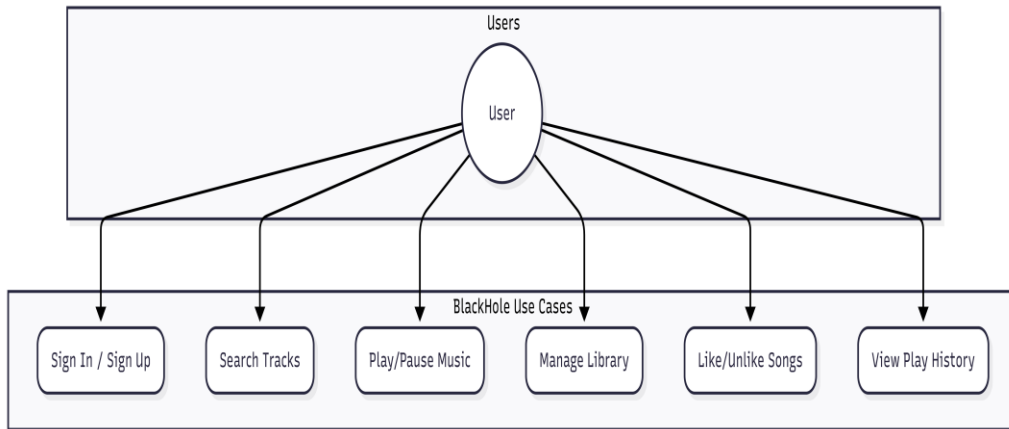 Users
User
BlackHole Use Cases
Sign In / Sign Up
Search Tracks
Play/Pause Music
Manage Library
Like/Unlike Songs
View Play History